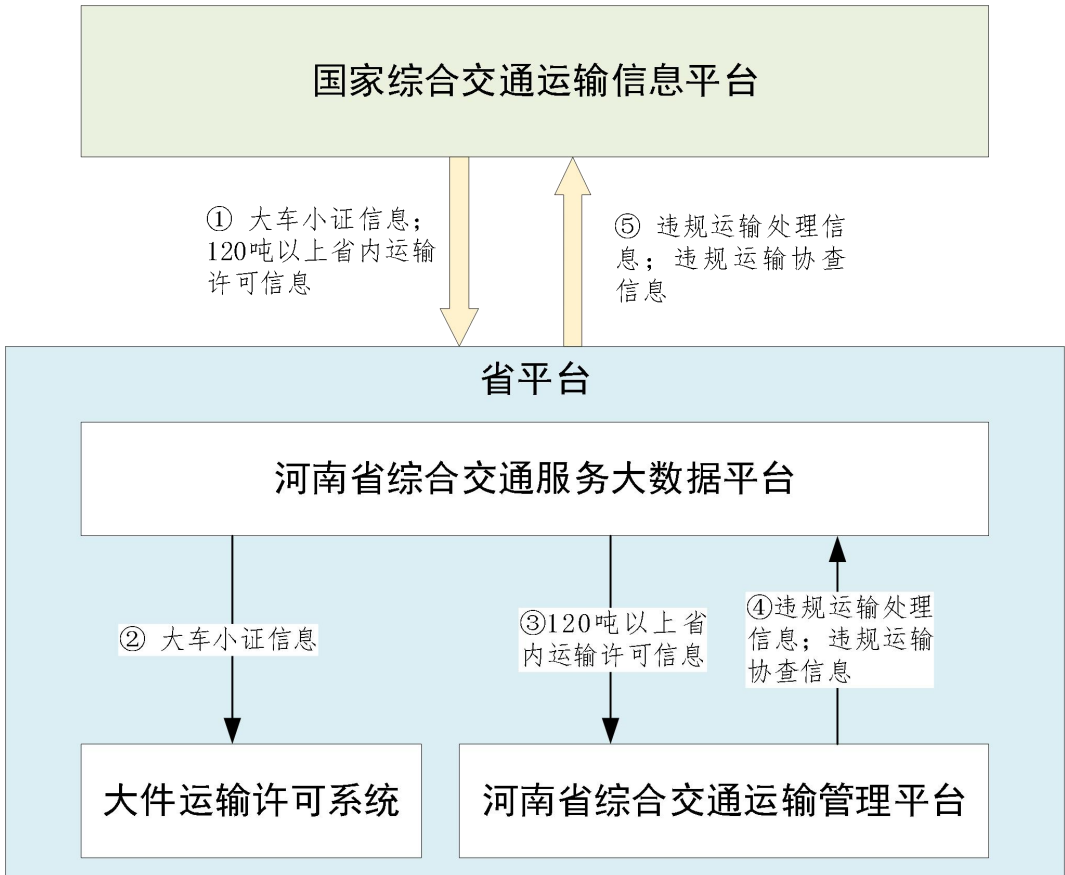 国家综合交通运输信息平台
① 大车小证信息；
120吨以上省内运输
许可信息
⑤ 违规运输处理信
息；违规运输协查
信息
省平台
河南省综合交通服务大数据平台
② 大车小证信息
③120吨以上省
内运输许可信息
④违规运输处理
信息；违规运输
协查信息
大件运输许可系统
河南省综合交通运输管理平台